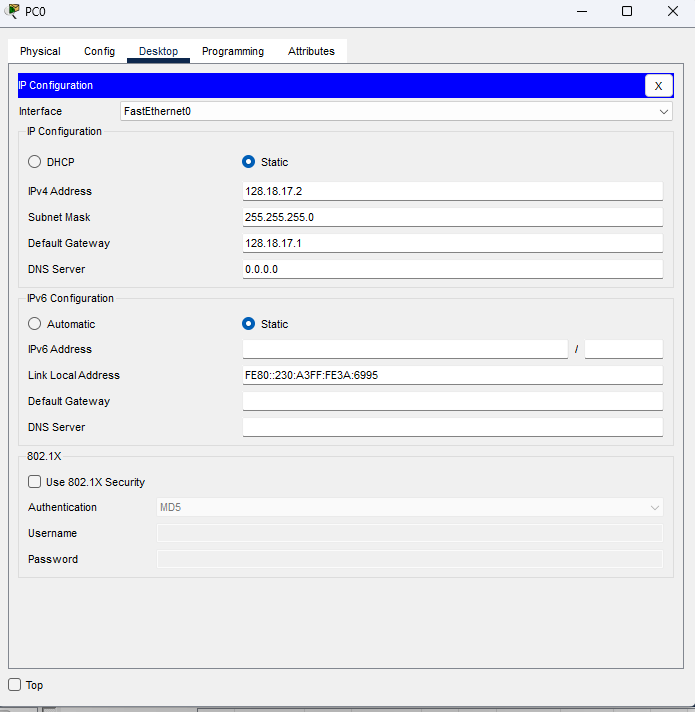 PC0
Physical Config Desktop Programming Attributes
IP Configuration X
Interface FastEthernet0
IP Configuration
DHCP Static
IPv4 Address 128.18.17.2
Subnet Mask 255.255.255.0
Default Gateway 128.18.17.1
DNS Server 0.0.0.0
IPv6 Configuration
Automatic Static
IPv6 Address /
Link Local Address FE80::230:A3FF:FE3A:6995
Default Gateway
DNS Server
802.1X
Use 802.1X Security
Authentication MD5
Username
Password
Top